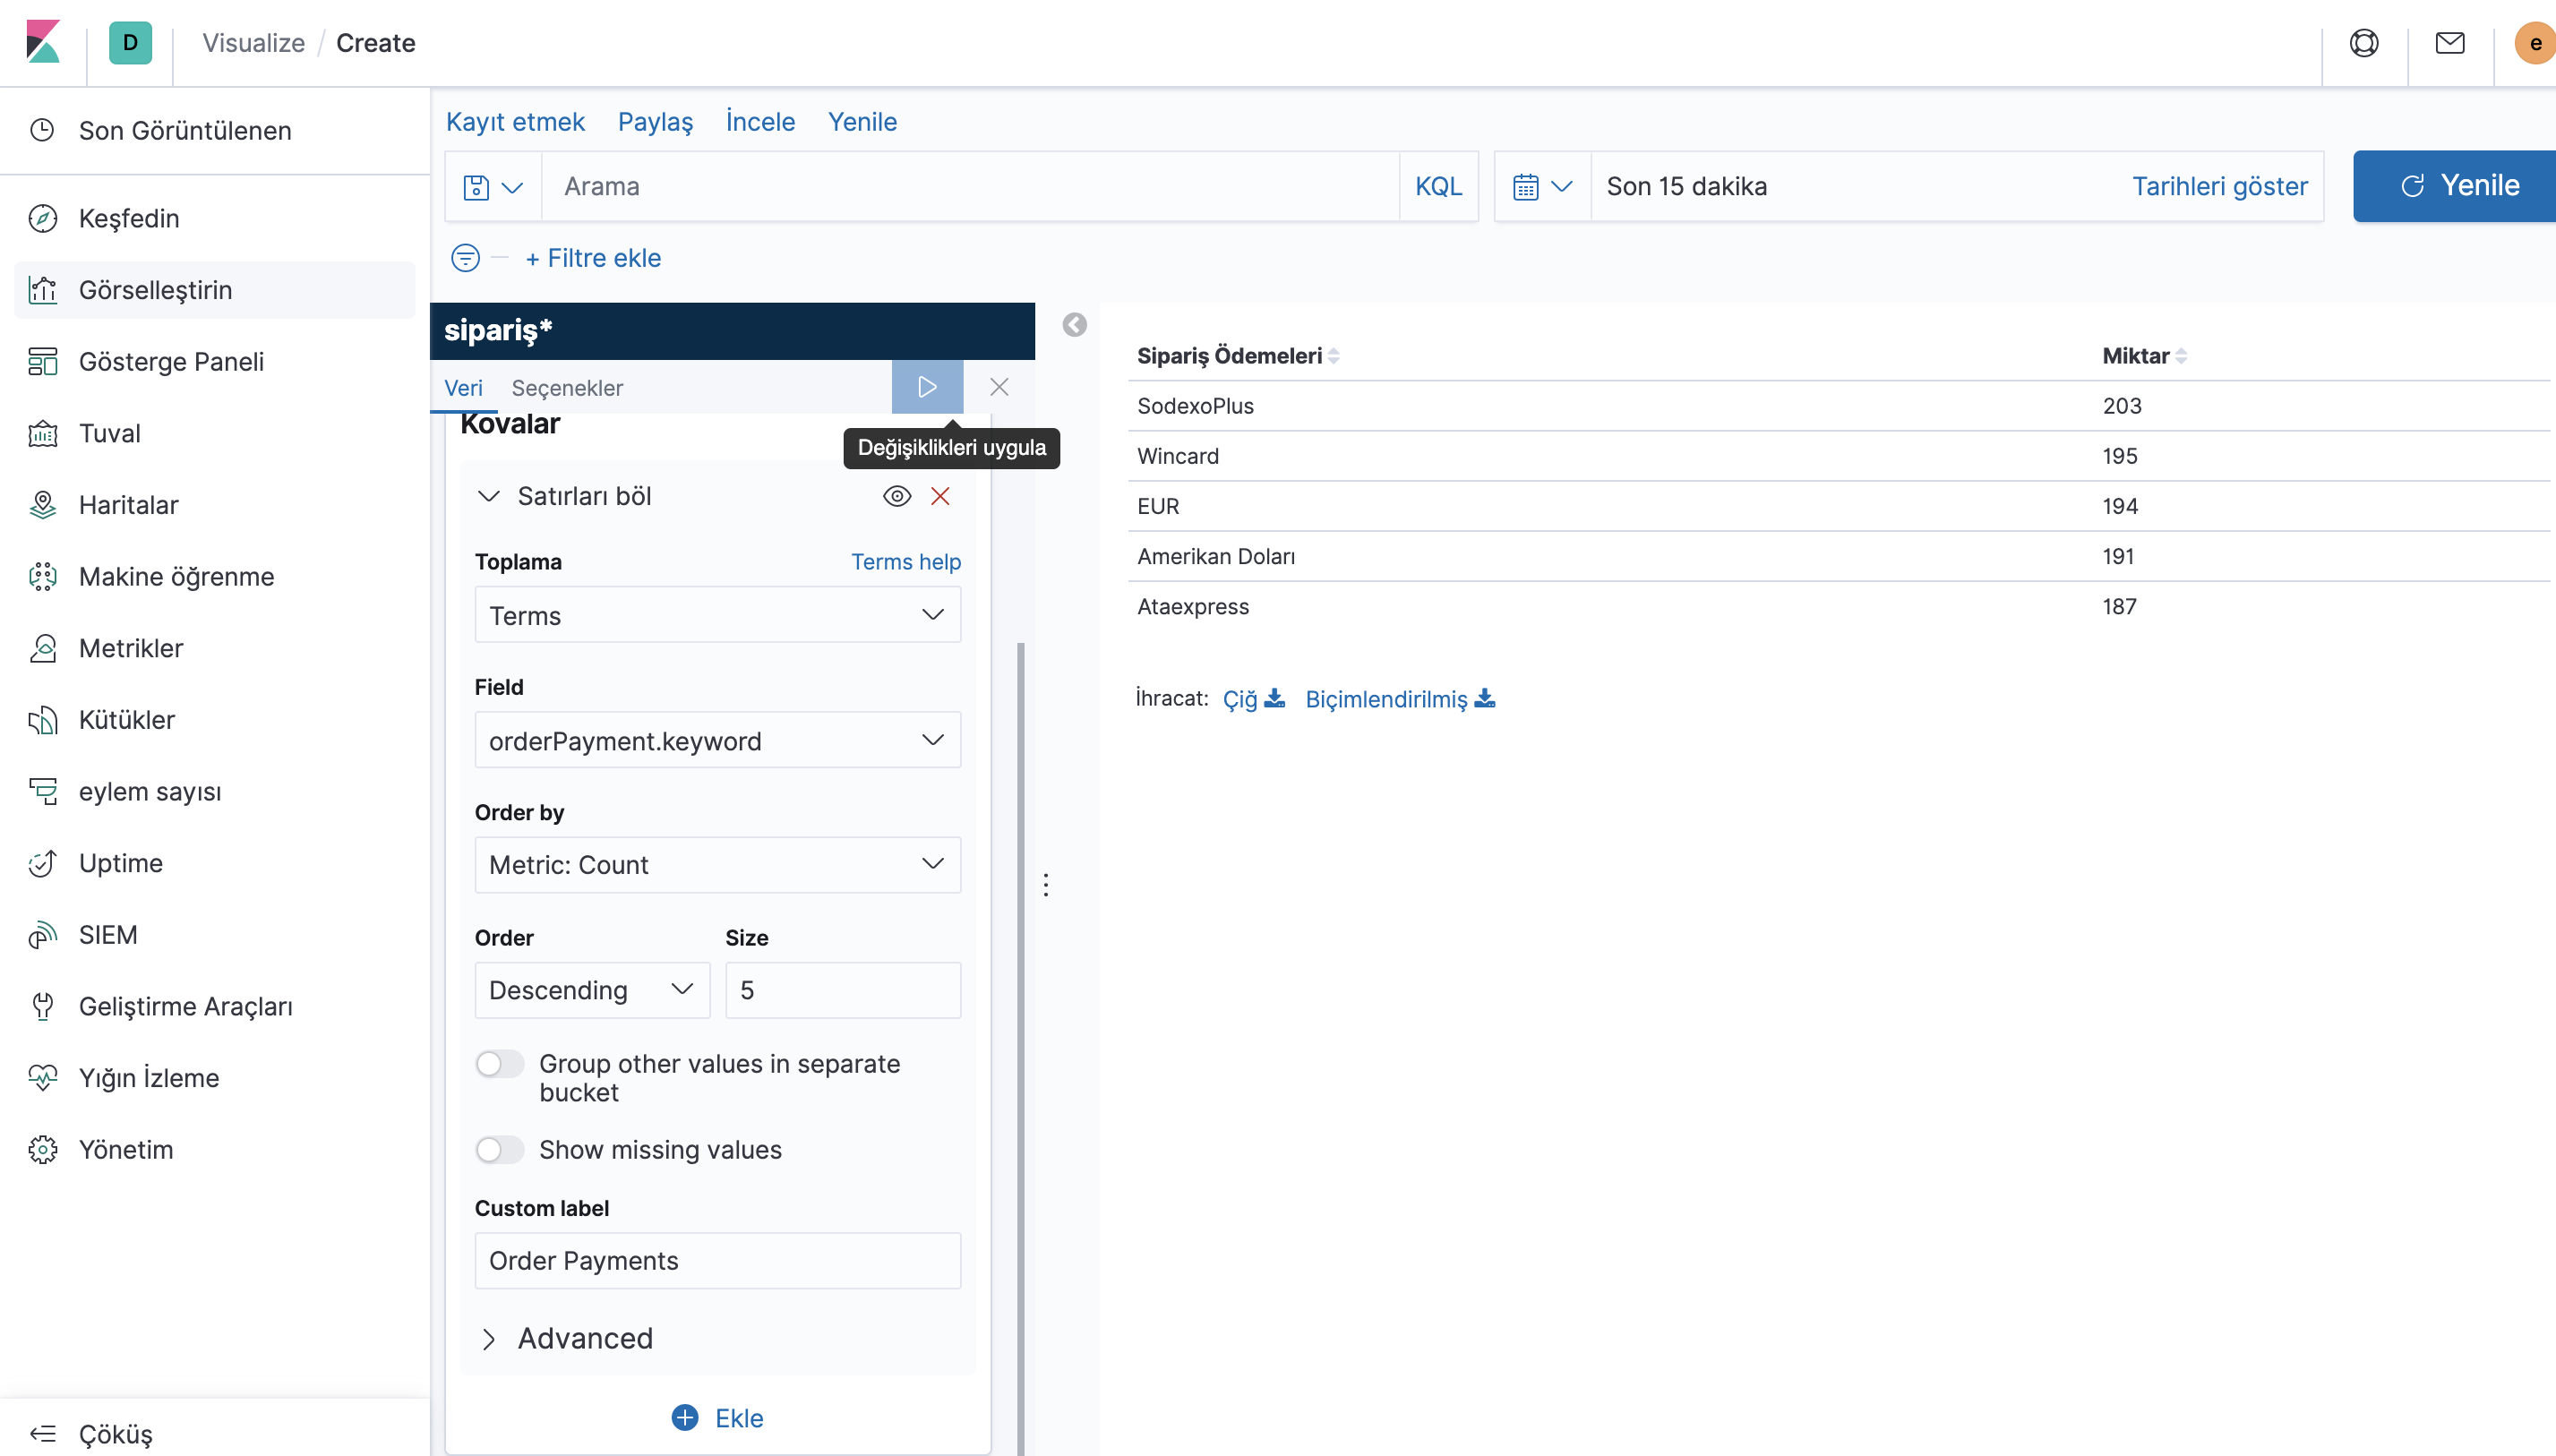 D
Visualize / Create
e
Son Görüntülenen
Keşfedin
Görselleştirin
Gösterge Paneli
Tuval
Haritalar
Makine öğrenme
Metrikler
Kütükler
eylem sayısı
Uptime
SIEM
Geliştirme Araçları
Yığın İzleme
Yönetim
Çöküş
Kayıt etmek Paylaş İncele Yenile
Arama KQL
Son 15 dakika Tarihleri göster
Yenile
+ Filtre ekle
sipariş*
Veri Seçenekler
Değişiklikleri uygula
Kovalar
Satırları böl
Toplama Terms help
Terms
Field
orderPayment.keyword
Order by
Metric: Count
Order Size
Descending 5
Group other values in separate
bucket
Show missing values
Custom label
Order Payments
Advanced
Ekle
Sipariş Ödemeleri Miktar
SodexoPlus 203
Wincard 195
EUR 194
Amerikan Doları 191
Ataexpress 187
İhracat: Çiğ Biçimlendirilmiş